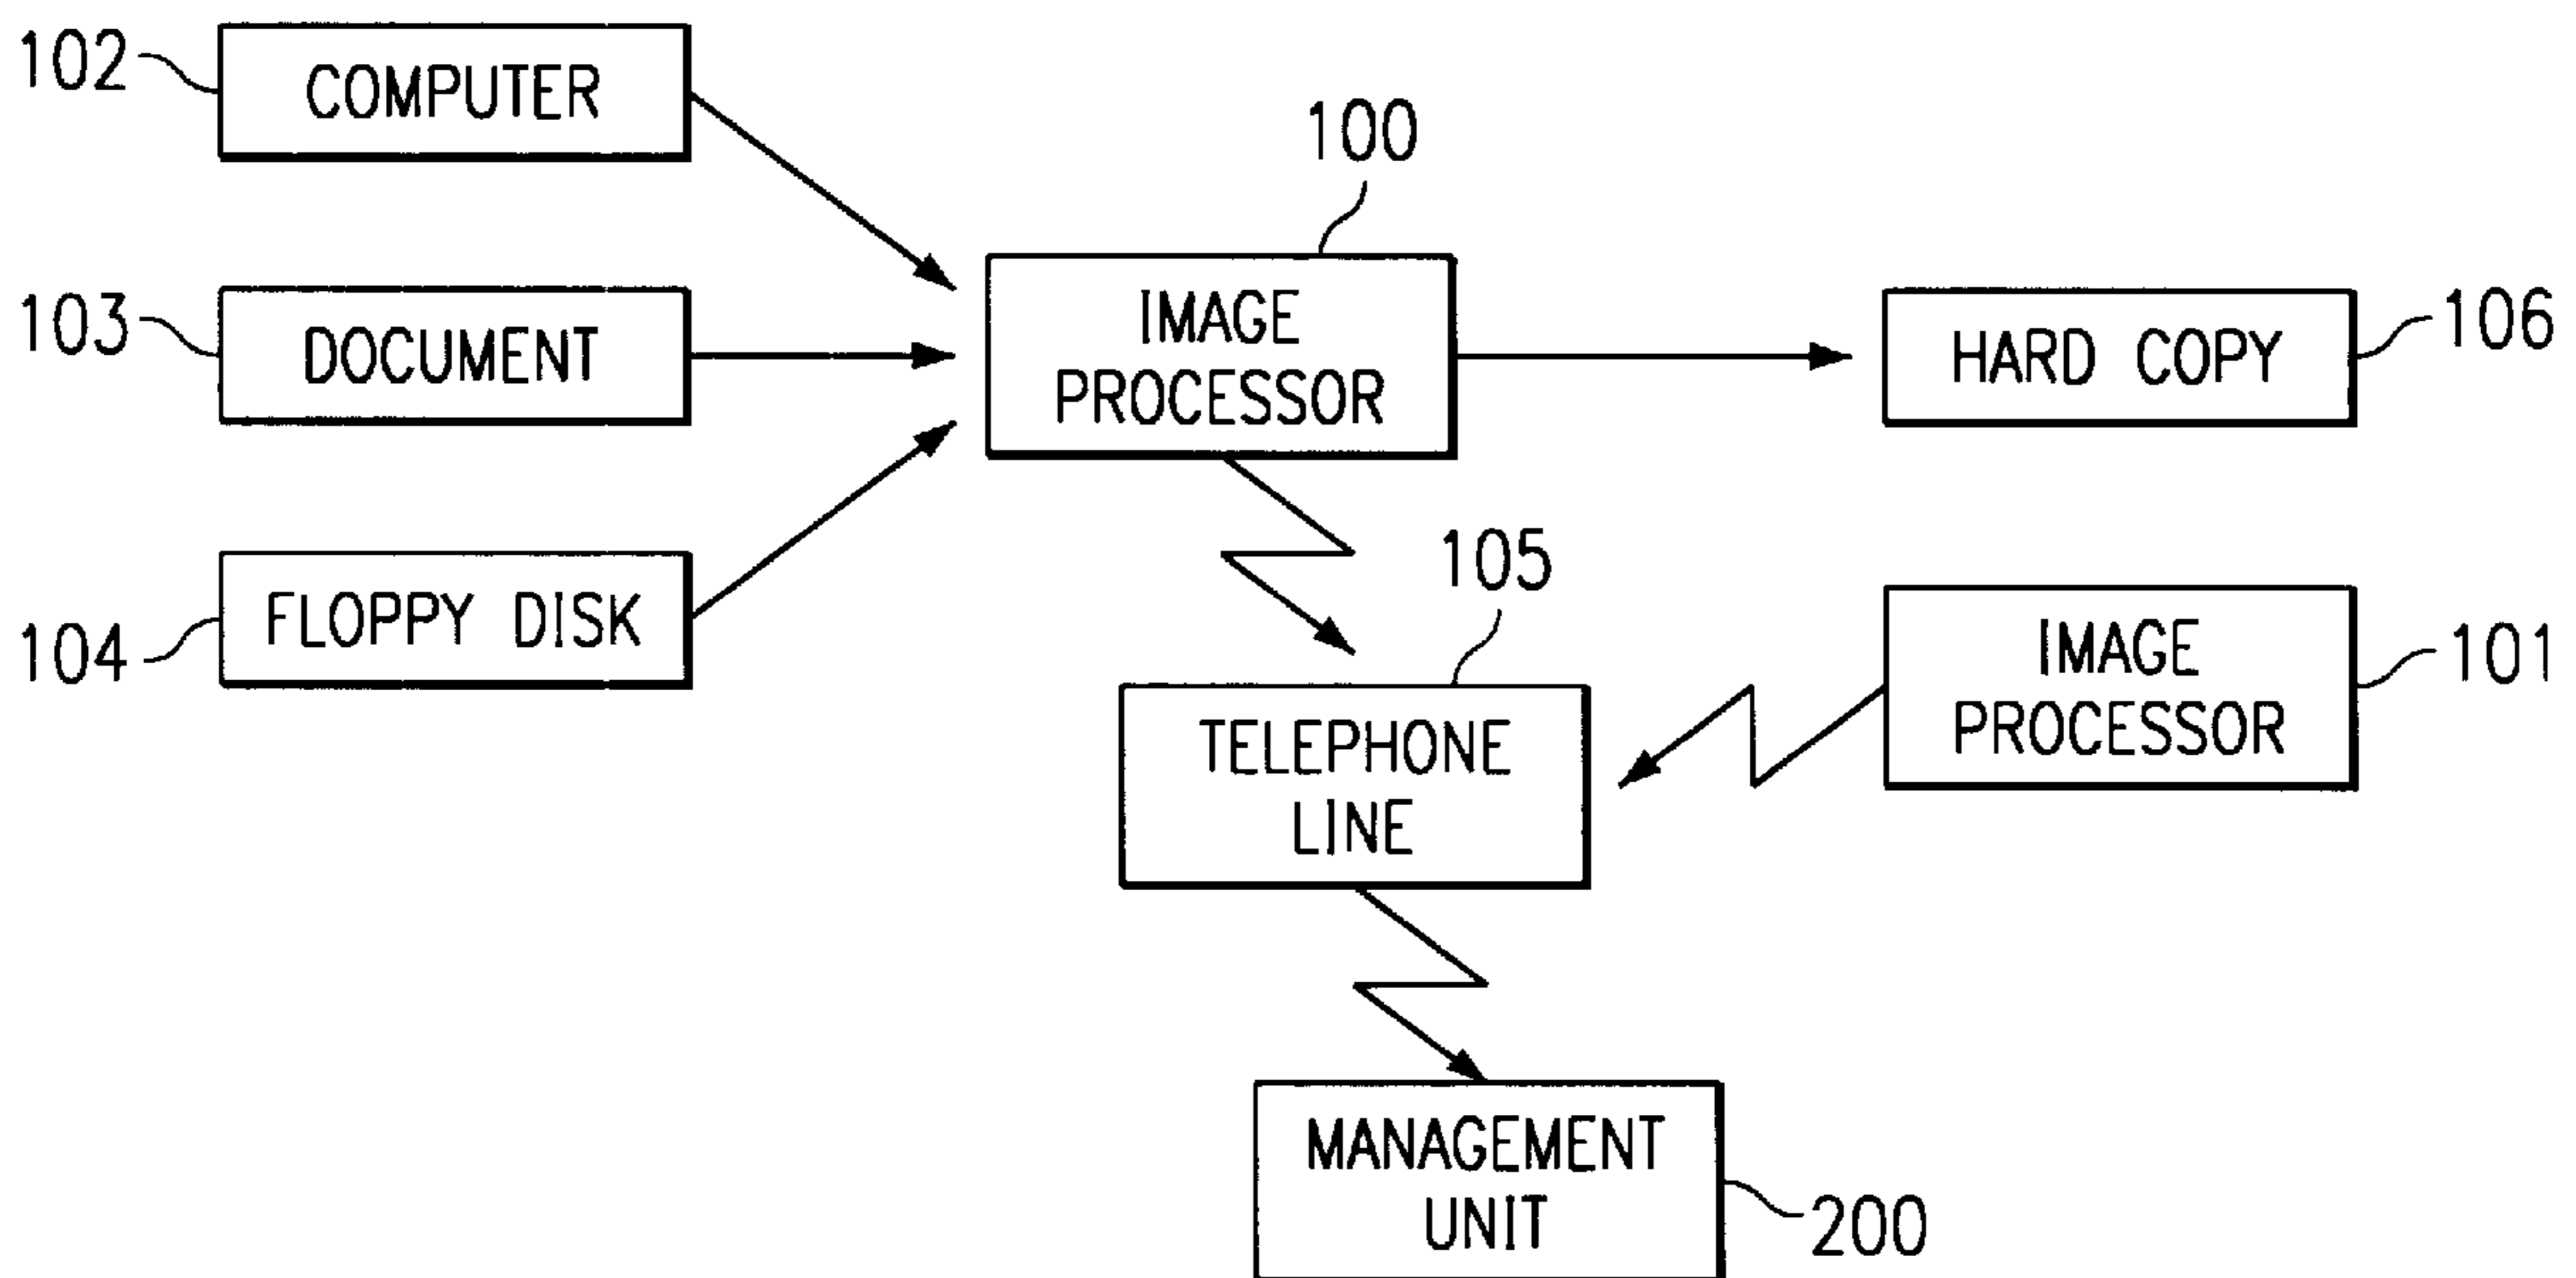 102
COMPUTER
100
103
DOCUMENT
IMAGE
PROCESSOR
HARD COPY
106
104
FLOPPY DISK
105
IMAGE
PROCESSOR
101
TELEPHONE
LINE
MANAGEMENT
UNIT
200